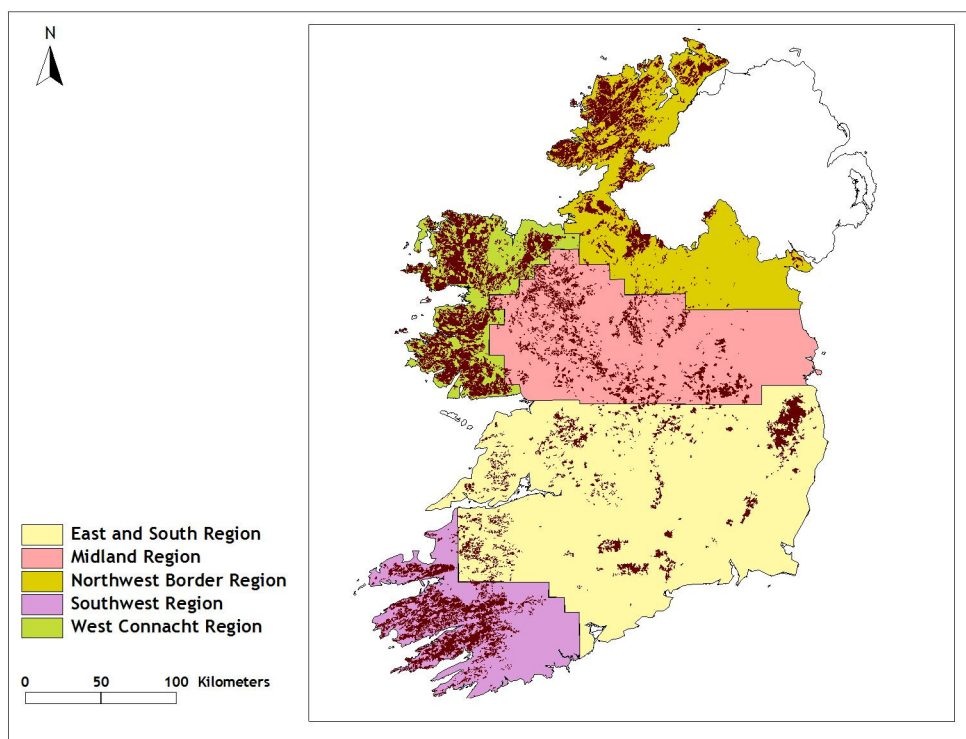 N
East and South Region
Midland Region
Northwest Border Region
Southwest Region
West Connacht Region
0 50 100 Kilometers